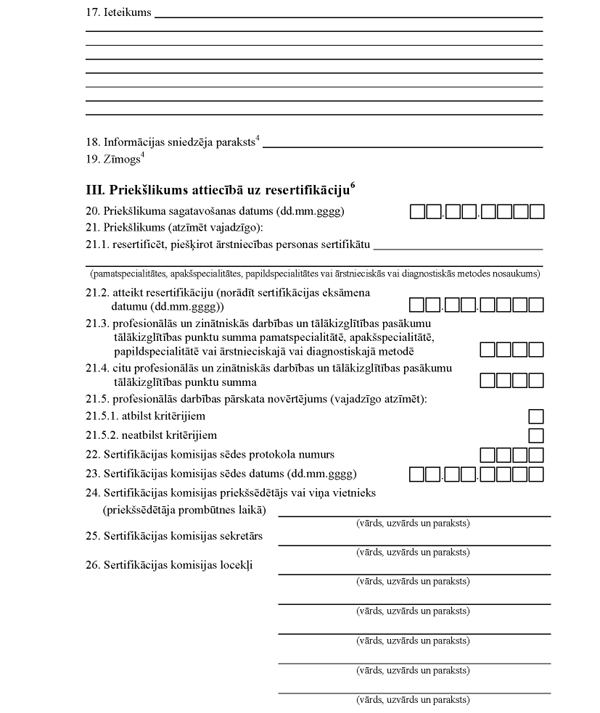 17. Ieteikums
18. Informācijas sniedzēja paraksts4
19. Zīmogs4
III. Priekšlikums attiecībā uz resertifikāciju6
20. Priekšlikuma sagatavošanas datums (dd.mm.gggg)
21. Priekšlikums (atzīmēt vajadzīgo):
21.1. resertificēt, piešķirot ārstniecības personas sertifikātu
(pamatspecialitātes, apakšspecialitātes, papildspecialitātes vai ārstnieciskās vai diagnostiskās metodes nosaukums)
21.2. atteikt resertifikāciju (norādīt sertifikācijas eksāmena
datumu (dd.mm.gggg))
21.3. profesionālās un zinātniskās darbības un tālākizglītības pasākumu
tālākizglītības punktu summa pamatspecialitātē, apakšspecialitātē,
papildspecialitātē vai ārstnieciskajā vai diagnostiskajā metodē
21.4. citu profesionālās un zinātniskās darbības un tālākizglītības pasākumu
tālākizglītības punktu summa
21.5. profesionālās darbības pārskata novērtējums (vajadzīgo atzīmēt):
21.5.1. atbilst kritērijiem
21.5.2. neatbilst kritērijiem
22. Sertifikācijas komisijas sēdes protokola numurs
23. Sertifikācijas komisijas sēdes datums (dd.mm.gggg)
24. Sertifikācijas komisijas priekšsēdētājs vai viņa vietnieks
(priekšsēdētāja prombūtnes laikā)
(vārds, uzvārds un paraksts)
25. Sertifikācijas komisijas sekretārs
(vārds, uzvārds un paraksts)
26. Sertifikācijas komisijas locekļi
(vārds, uzvārds un paraksts)
(vārds, uzvārds un paraksts)
(vārds, uzvārds un paraksts)
(vārds, uzvārds un paraksts)
(vārds, uzvārds un paraksts)